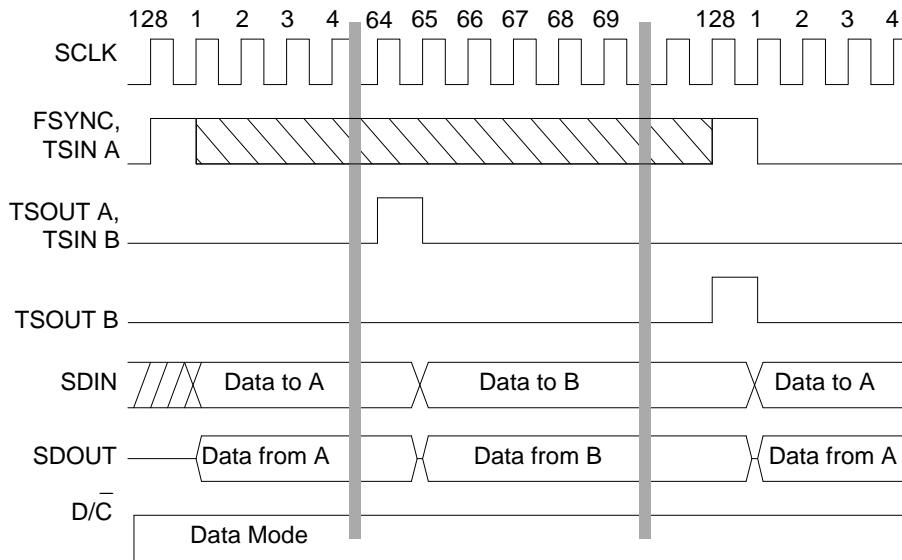 128 1 2 3 4 64 65 66 67 68 69 128 1 2 3 4
SCLK
FSYNC,
TSIN A
TSOUT A,
TSIN B
TSOUT B
SDIN Data to A Data to B Data to A
SDOUT Data from A Data from B Data from A
D/C̅
Data Mode